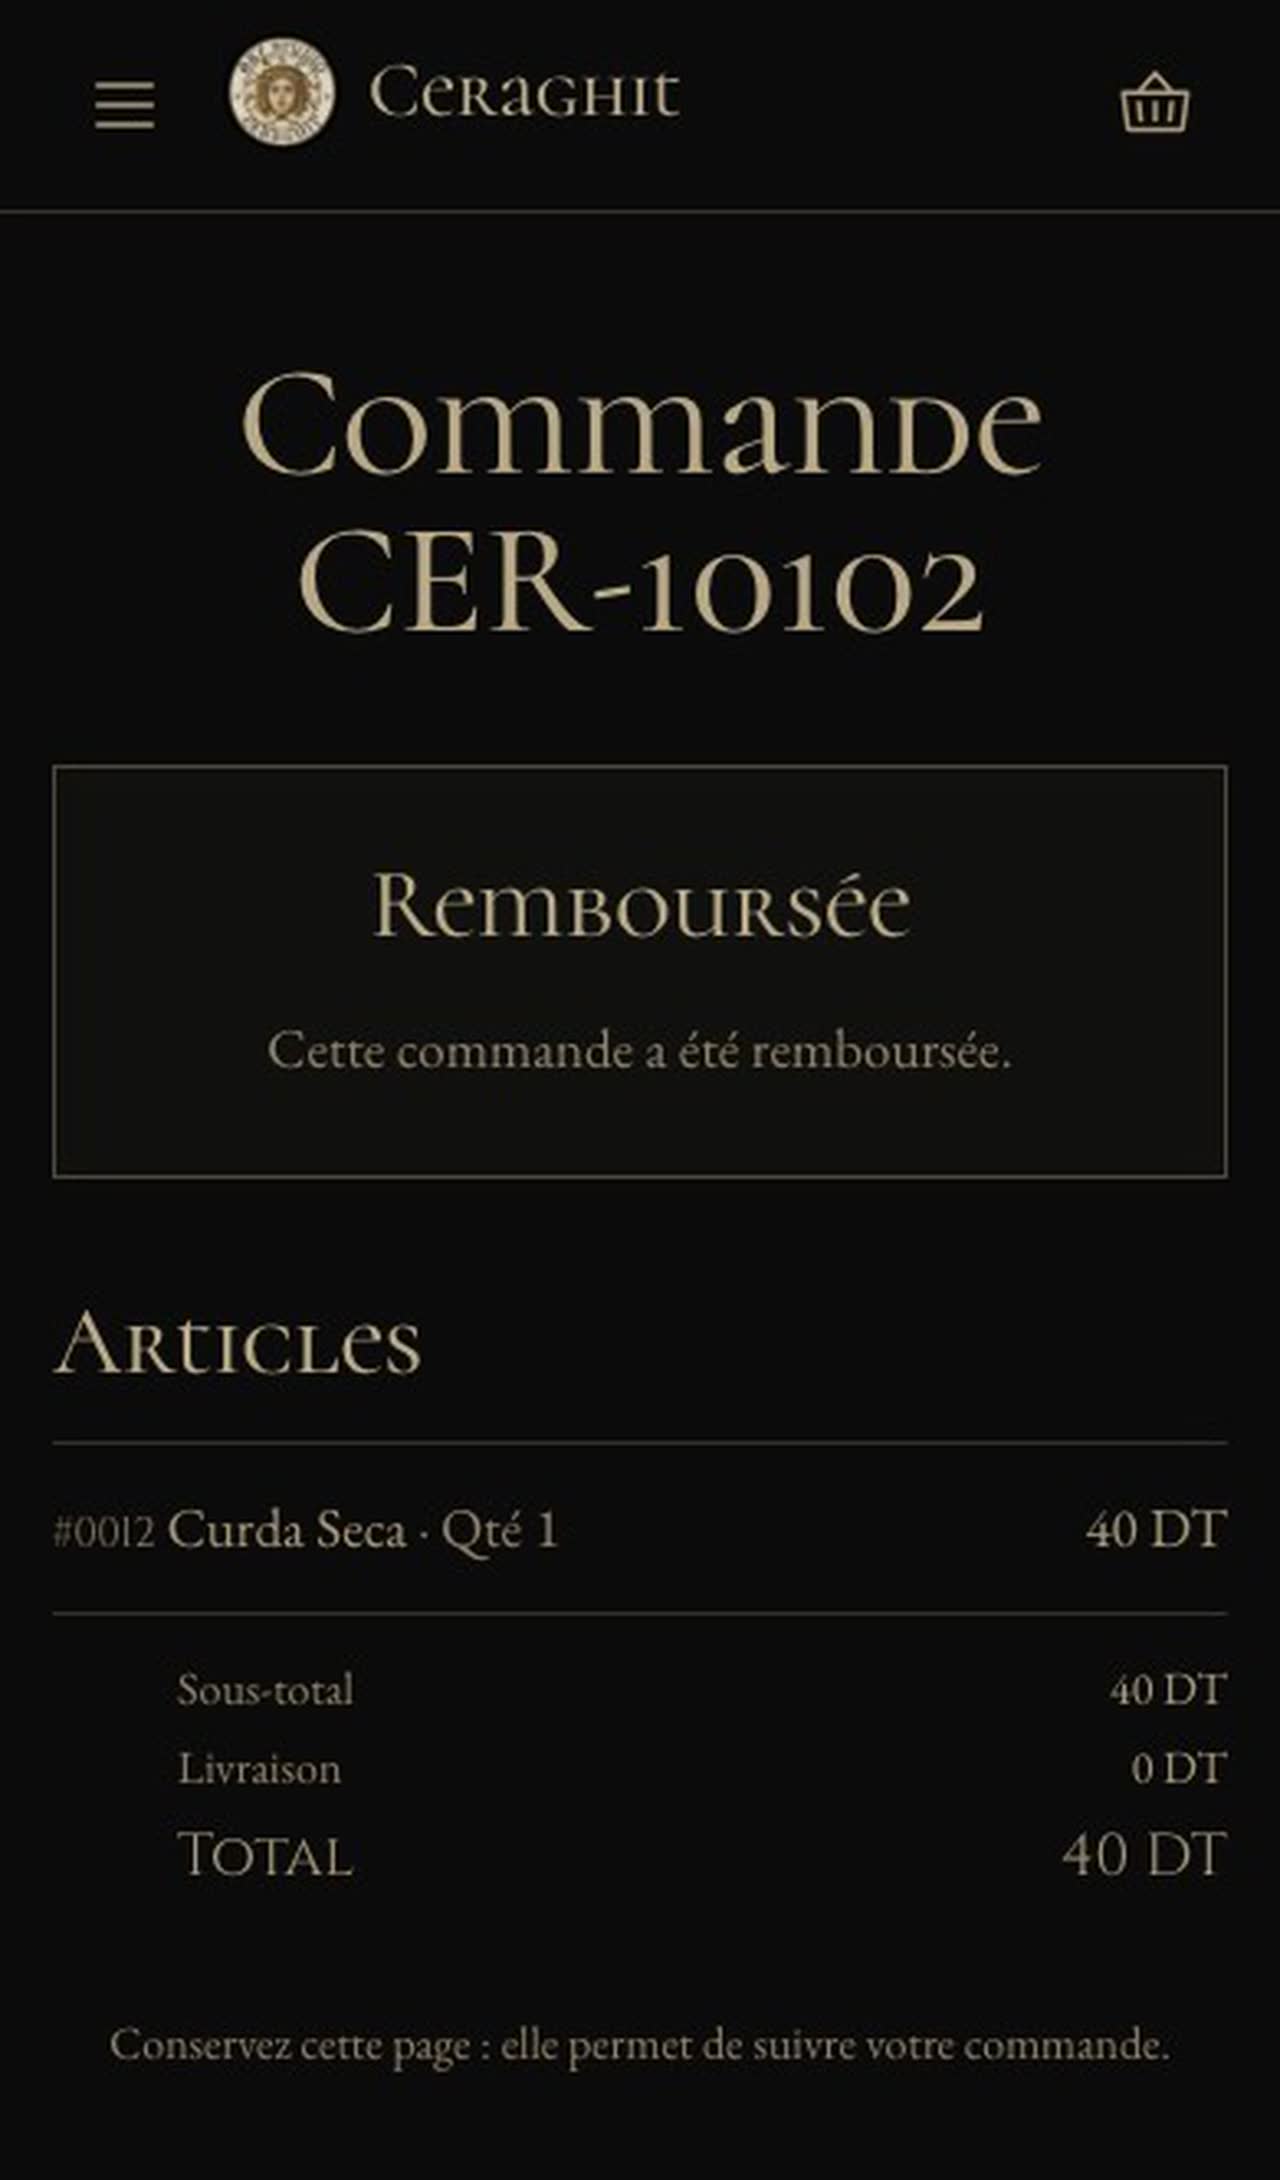 Ceraghit
Commande
CER-10102
Remboursée
Cette commande a été remboursée.
Articles
#0012 Curda Seca · Qté 1 40 DT
Sous-total 40 DT
Livraison 0 DT
Total 40 DT
Conservez cette page : elle permet de suivre votre commande.